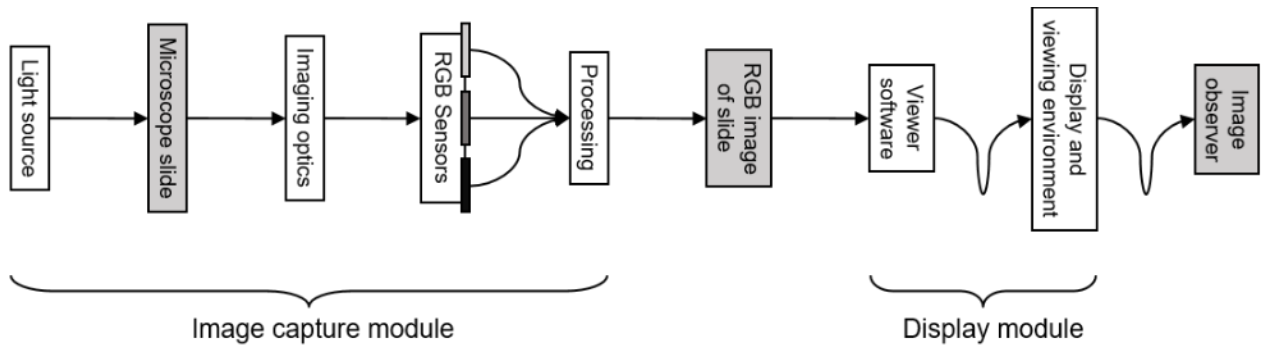 Light source
Microscope slide
Imaging optics
RGB Sensors
Processing
RGB image
of slide
Viewer
software
Display and
viewing environment
Image
observer
Image capture module
Display module